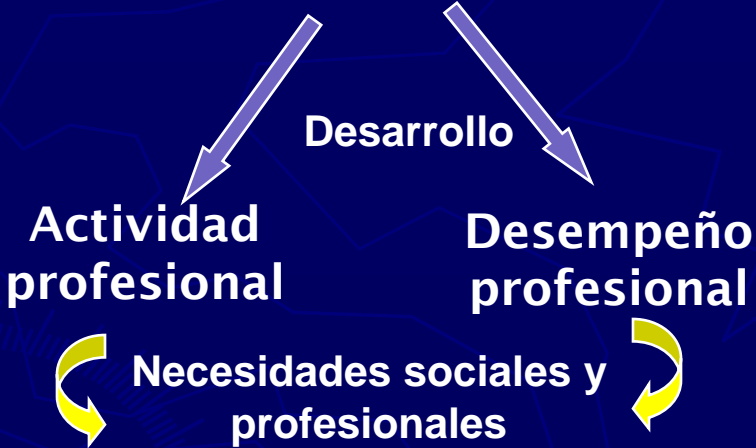 Desarrollo
Actividad
profesional
Desempeño
profesional
Necesidades sociales y
profesionales